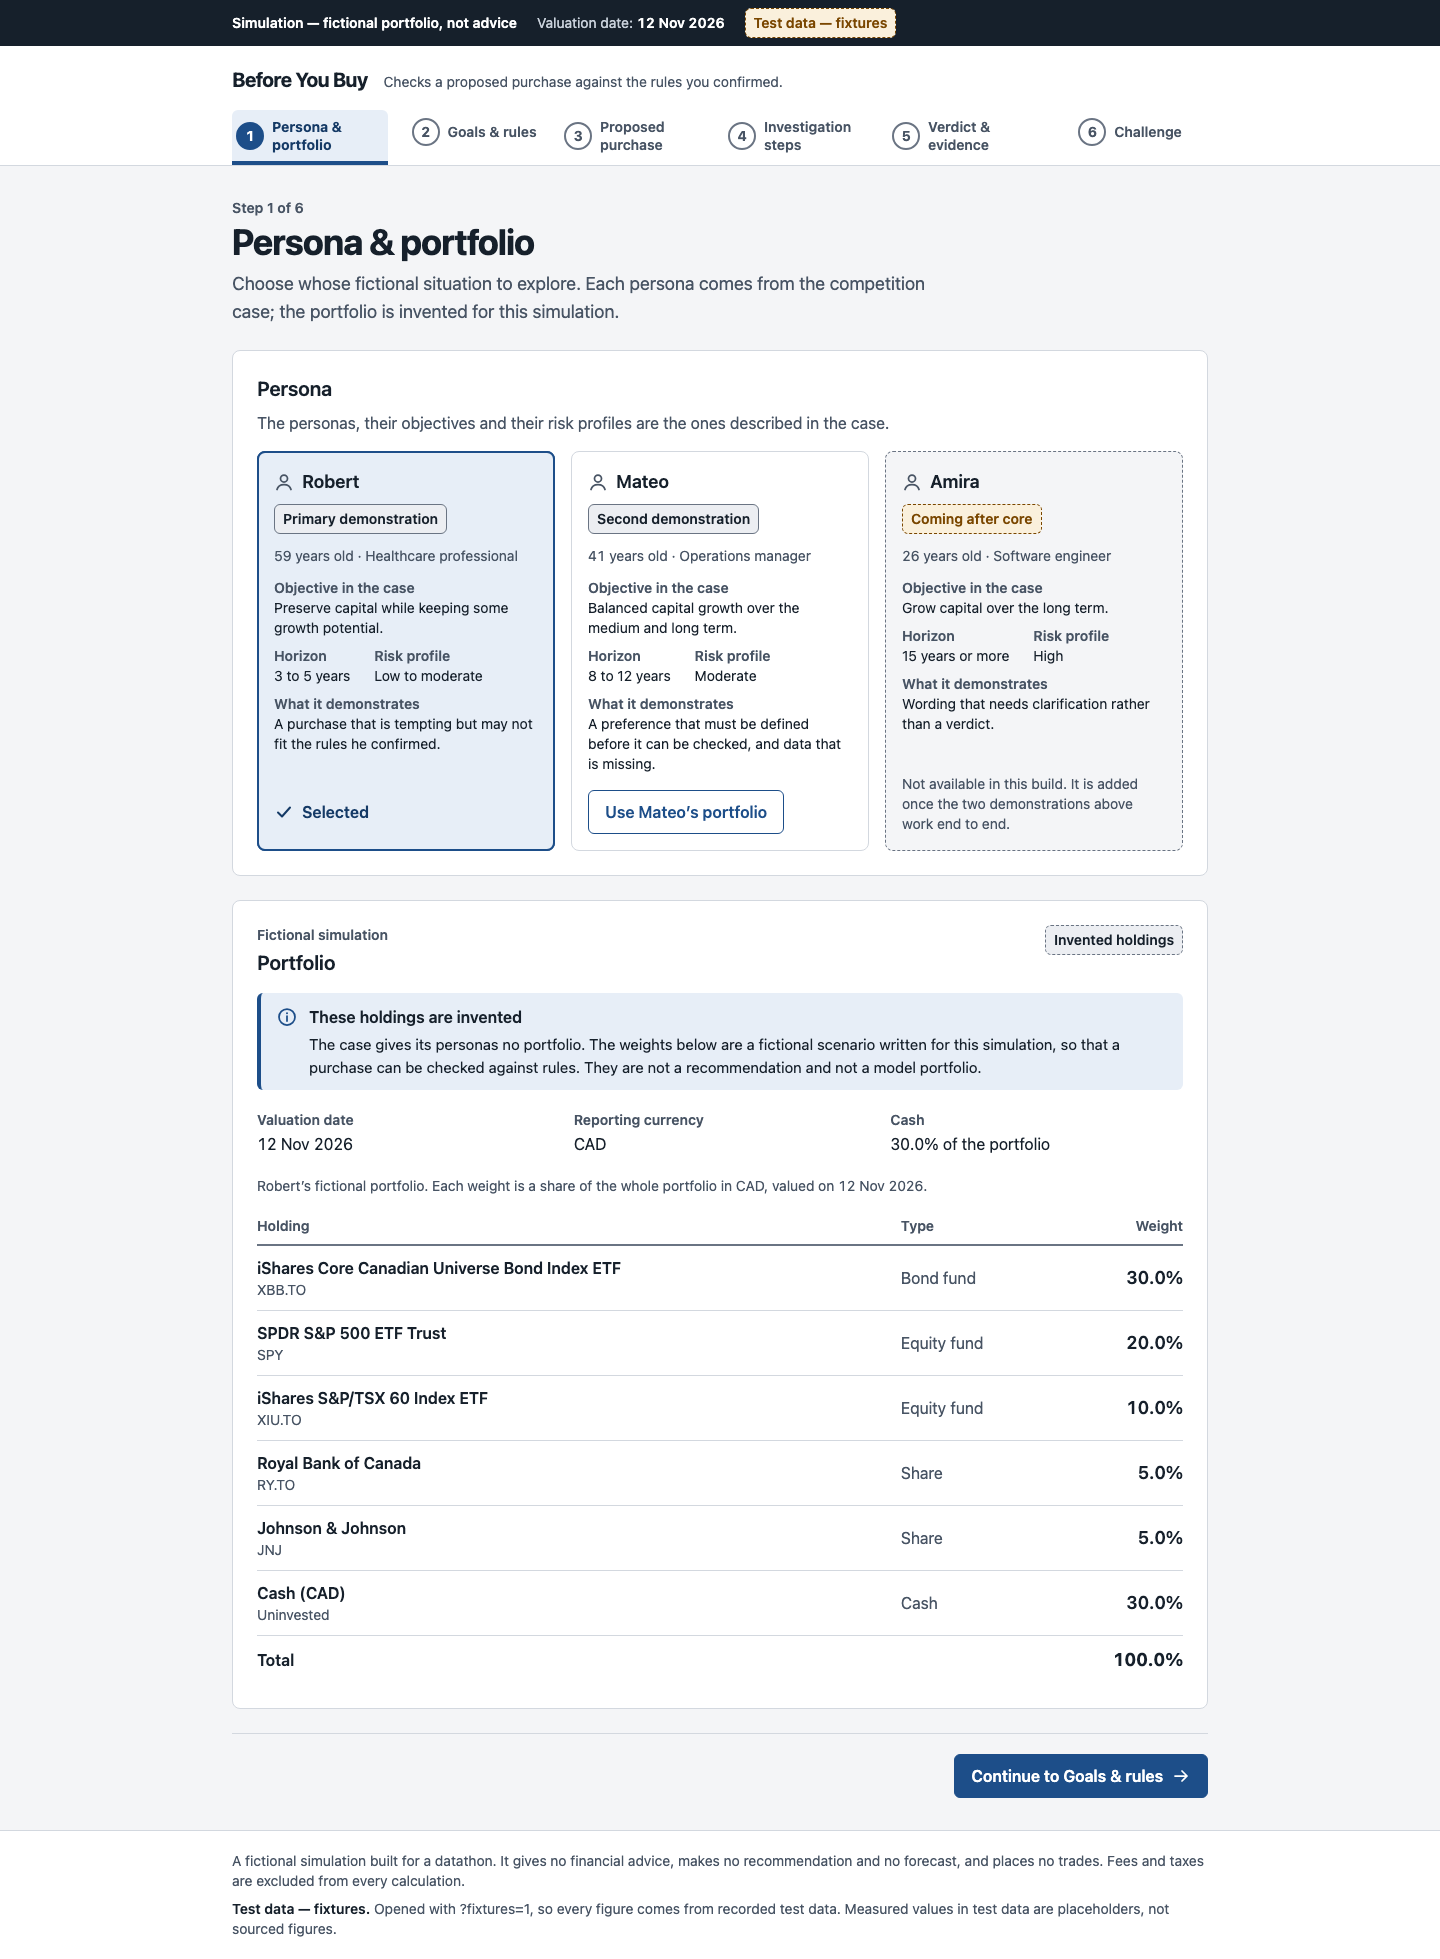 Simulation — fictional portfolio, not advice Valuation date: 12 Nov 2026 Test data — fixtures
Before You Buy Checks a proposed purchase against the rules you confirmed.
1 Persona & portfolio
2 Goals & rules
3 Proposed purchase
4 Investigation steps
5 Verdict & evidence
6 Challenge
Step 1 of 6
Persona & portfolio
Choose whose fictional situation to explore. Each persona comes from the competition
case; the portfolio is invented for this simulation.
Persona
The personas, their objectives and their risk profiles are the ones described in the case.
Robert
Primary demonstration
59 years old · Healthcare professional
Objective in the case
Preserve capital while keeping some
growth potential.
Horizon Risk profile
3 to 5 years Low to moderate
What it demonstrates
A purchase that is tempting but may not
fit the rules he confirmed.
Selected
Mateo
Second demonstration
41 years old · Operations manager
Objective in the case
Balanced capital growth over the
medium and long term.
Horizon Risk profile
8 to 12 years Moderate
What it demonstrates
A preference that must be defined
before it can be checked, and data that
is missing.
Use Mateo’s portfolio
Amira
Coming after core
26 years old · Software engineer
Objective in the case
Grow capital over the long term.
Horizon Risk profile
15 years or more High
What it demonstrates
Wording that needs clarification rather
than a verdict.
Not available in this build. It is added
once the two demonstrations above
work end to end.
Fictional simulation
Portfolio
Invented holdings
These holdings are invented
The case gives its personas no portfolio. The weights below are a fictional scenario written for this simulation, so that a
purchase can be checked against rules. They are not a recommendation and not a model portfolio.
Valuation date Reporting currency Cash
12 Nov 2026 CAD 30.0% of the portfolio
Robert’s fictional portfolio. Each weight is a share of the whole portfolio in CAD, valued on 12 Nov 2026.
Holding Type Weight
iShares Core Canadian Universe Bond Index ETF
XBB.TO
Bond fund 30.0%
SPDR S&P 500 ETF Trust
SPY
Equity fund 20.0%
iShares S&P/TSX 60 Index ETF
XIU.TO
Equity fund 10.0%
Royal Bank of Canada
RY.TO
Share 5.0%
Johnson & Johnson
JNJ
Share 5.0%
Cash (CAD)
Uninvested
Cash 30.0%
Total 100.0%
Continue to Goals & rules →
A fictional simulation built for a datathon. It gives no financial advice, makes no recommendation and no forecast, and places no trades. Fees and taxes
are excluded from every calculation.
Test data — fixtures. Opened with ?fixtures=1, so every figure comes from recorded test data. Measured values in test data are placeholders, not
sourced figures.